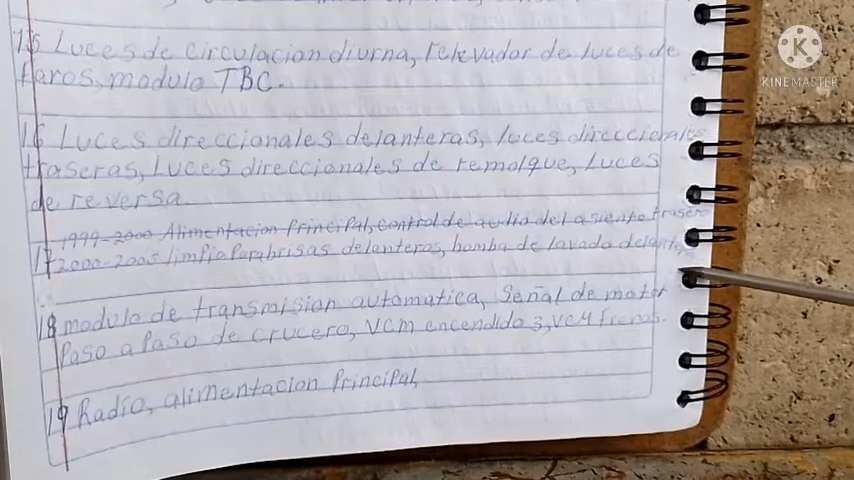 15 Luces de circulacion diurna, relevador de luces de
faros, modulo TBC.
16 Luces direccionales delanteras, luces direccionales
traseras, Luces direccionales de remolque, Luces
de reversa
1999-2000 Alimentacion Principal, control de audio del asiento trasero
17 2000-2005 limpia Parabrisas delenteros, bomba de lavado delantera
18 modulo de transmision automatica, Señal de motor
Paso a Paso de crucero, VCM encendido 3, VCM Frenos.
19 Radio, alimentacion Principal,
KINEMASTER